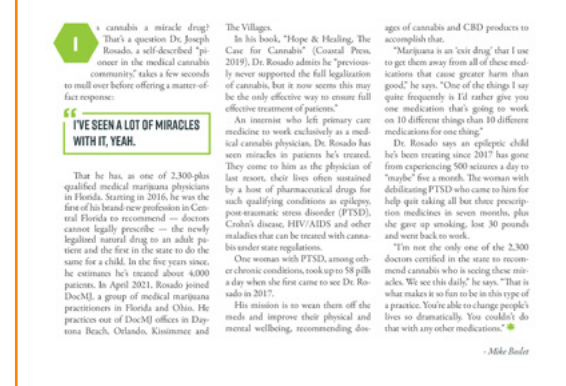 I
s cannabis a miracle drug?
That's a question Dr. Joseph
Rosado, a self-described "pi-
oneer in the medical cannabis
community," takes a few seconds
to mull over before offering a matter-of-
fact response:
"I'VE SEEN A LOT OF MIRACLES
WITH IT, YEAH.
That he has, as one of 2,300-plus
qualified medical marijuana physicians
in Florida. Starting in 2016, he was the
first of his brand-new profession in Cen-
tral Florida to recommend — doctors
cannot legally prescribe — the newly
legalized natural drug to an adult pa-
tient and the first in the state to do the
same for a child. In the five years since,
he estimates he's treated about 4,000
patients. In April 2021, Rosado joined
DocMJ, a group of medical marijuana
practitioners in Florida and Ohio. He
practices out of DocMJ offices in Day-
tona Beach, Orlando, Kissimmee and
The Villages.
In his book, "Hope & Healing, The
Case for Cannabis" (Coastal Press,
2019), Dr. Rosado admits he "previous-
ly never supported the full legalization
of cannabis, but it now seems this may
be the only effective way to ensure full
effective treatment of patients."
An internist who left primary care
medicine to work exclusively as a med-
ical cannabis physician, Dr. Rosado has
seen miracles in patients he's treated.
They come to him as the physician of
last resort, their lives often sustained
by a host of pharmaceutical drugs for
such qualifying conditions as epilepsy,
post-traumatic stress disorder (PTSD),
Crohn's disease, HIV/AIDS and other
maladies that can be treated with canna-
bis under state regulations.
One woman with PTSD, among oth-
er chronic conditions, took up to 58 pills
a day when she first came to see Dr. Ro-
sado in 2017.
His mission is to wean them off the
meds and improve their physical and
mental wellbeing, recommending dos-
ages of cannabis and CBD products to
accomplish that.
"Marijuana is an 'exit drug' that I use
to get them away from all of these med-
ications that cause greater harm than
good," he says. "One of the things I say
quite frequently is I'd rather give you
one medication that's going to work
on 10 different things than 10 different
medications for one thing."
Dr. Rosado says an epileptic child
he's been treating since 2017 has gone
from experiencing 500 seizures a day to
"maybe" five a month. The woman with
debilitating PTSD who came to him for
help quit taking all but three prescrip-
tion medicines in seven months, plus
she gave up smoking, lost 30 pounds
and went back to work.
"I'm not the only one of the 2,300
doctors certified in the state to recom-
mend cannabis who is seeing these mir-
acles. We see this daily," he says. "That is
what makes it so fun to be in this type of
a practice. You're able to change people's
lives so dramatically. You couldn't do
that with any other medications."
- Mike Boslet